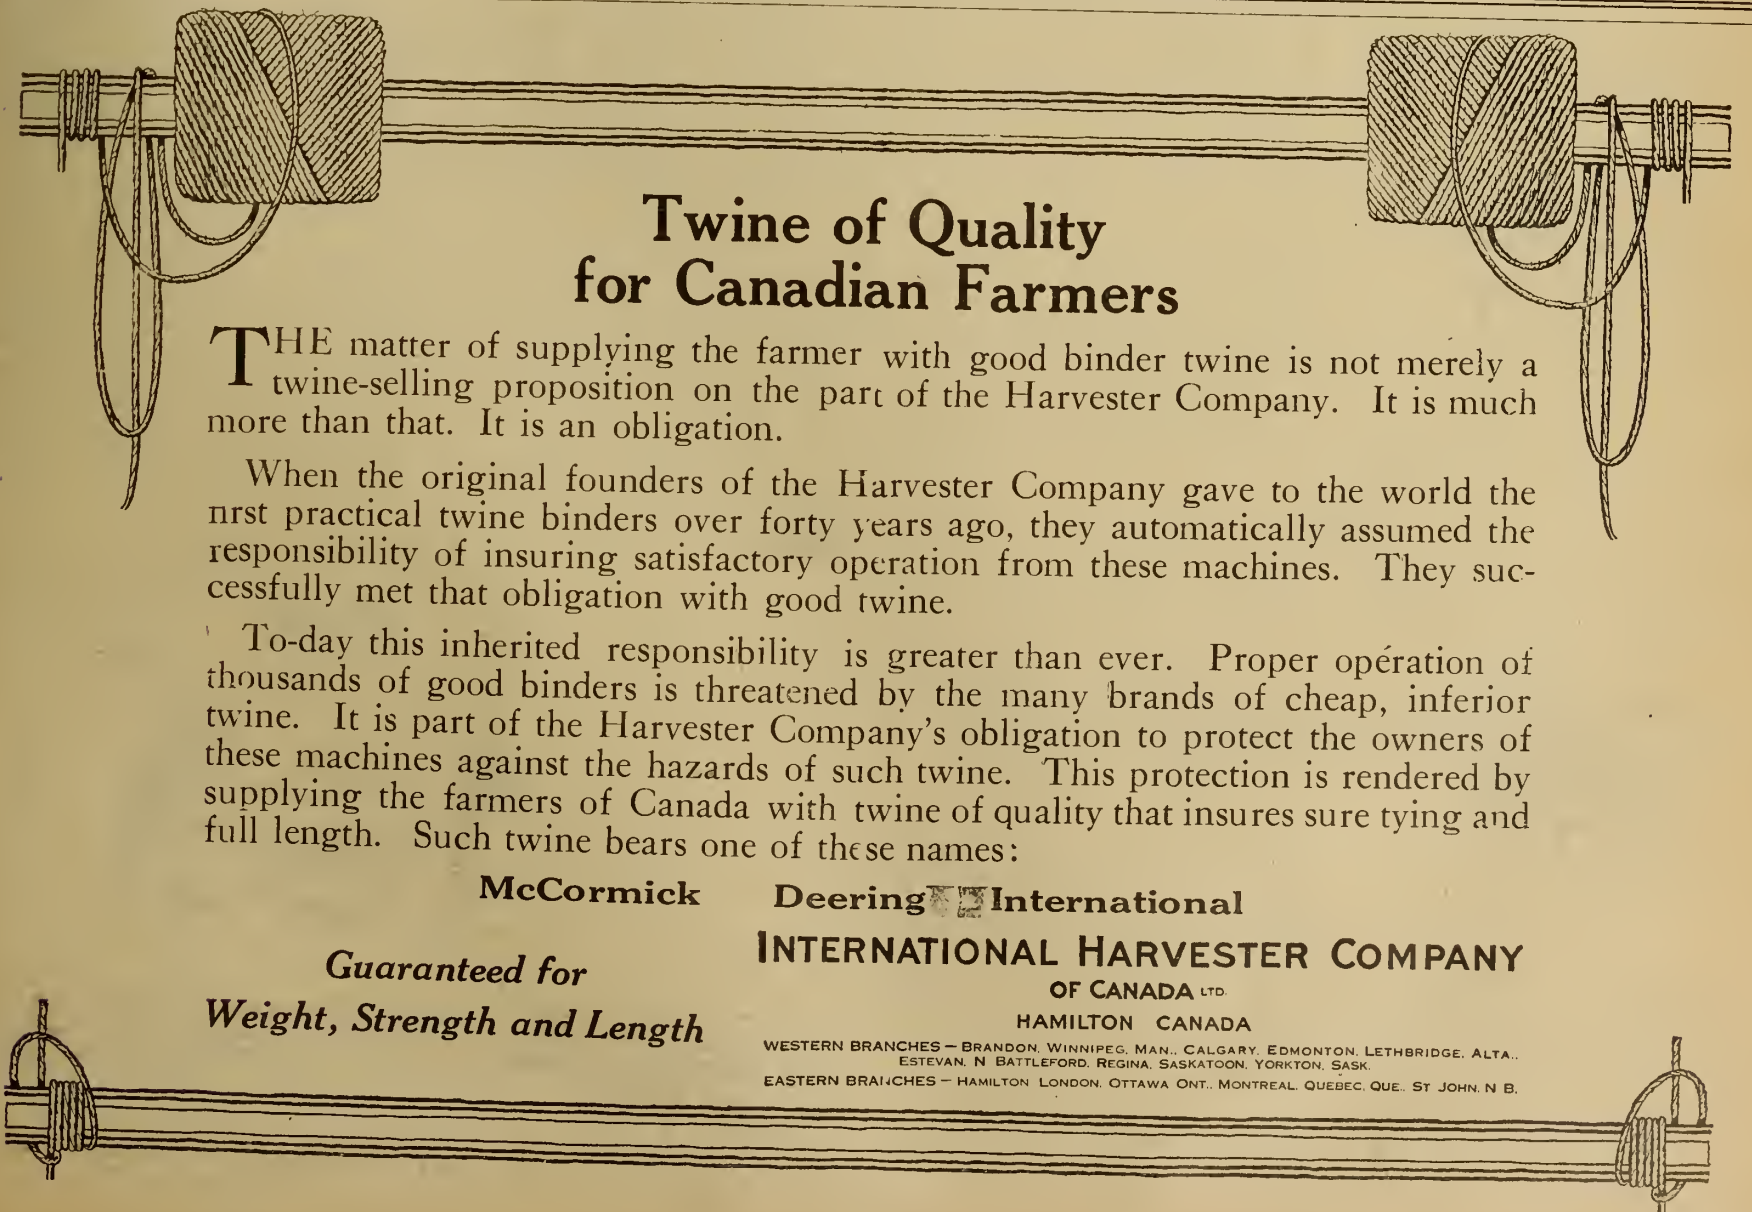 Twine of Quality
for Canadian Farmers
THE matter of supplying the farmer with good binder twine is not merely a
twine-selling proposition on the part of the Harvester Company. It is much
more than that. It is an obligation.
When the original founders of the Harvester Company gave to the world the
first practical twine binders over forty years ago, they automatically assumed the
responsibility of insuring satisfactory operation from these machines. They suc-
cessfully met that obligation with good twine.
To-day this inherited responsibility is greater than ever. Proper operation of
thousands of good binders is threatened by the many brands of cheap, inferior
twine. It is part of the Harvester Company's obligation to protect the owners of
these machines against the hazards of such twine. This protection is rendered by
supplying the farmers of Canada with twine of quality that insures sure tying and
full length. Such twine bears one of these names:
McCormick Deering International
Guaranteed for
Weight, Strength and Length
INTERNATIONAL HARVESTER COMPANY
OF CANADA LTD.
HAMILTON CANADA
WESTERN BRANCHES — BRANDON, WINNIPEG, MAN., CALGARY, EDMONTON, LETHBRIDGE, ALTA.,
ESTEVAN, N BATTLEFORD, REGINA, SASKATOON, YORKTON, SASK.
EASTERN BRANCHES — HAMILTON LONDON, OTTAWA ONT., MONTREAL, QUEBEC, QUE., ST JOHN, N B.